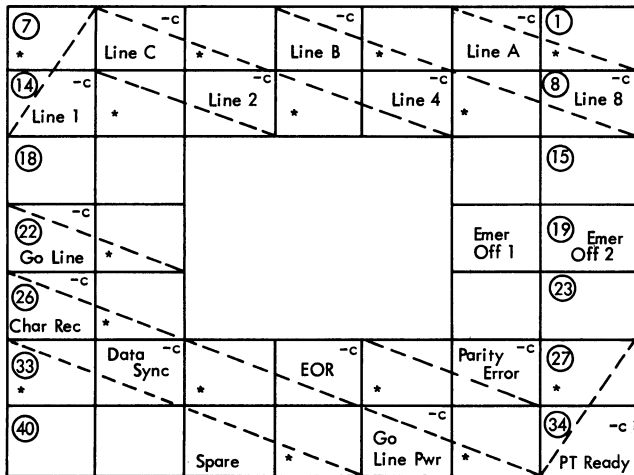 7 -c -c -c 1
* Line C * Line B * Line A *
14 -c -c -c 8 -c
Line 1 * Line 2 * Line 4 * Line 8
18 15
22 -c Emer Off 1 19 Emer Off 2
Go Line *
26 -c 23
Char Rec *
33 Data Sync -c EOR -c Parity Error -c 27
* * * *
40 -c 34 -c
Spare * Go Line Pwr * PT Ready